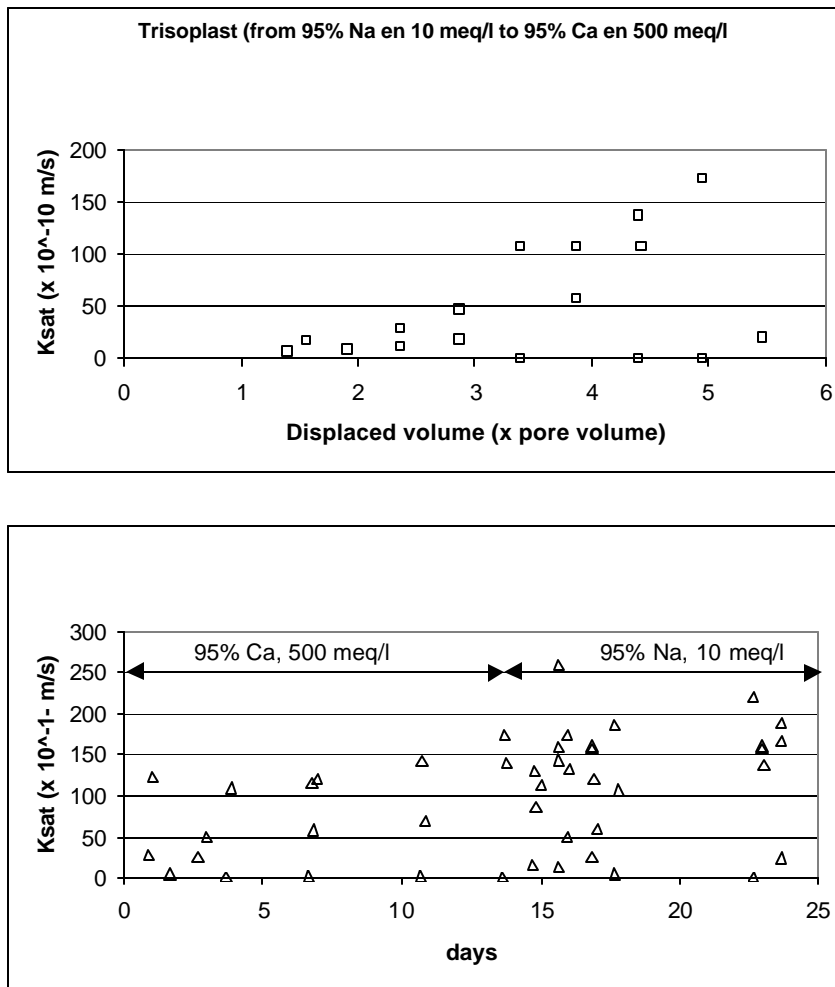 Trisoplast (from 95% Na en 10 meq/l to 95% Ca en 500 meq/l
Ksat (x 10^-10 m/s)
200
150
100
50
0
0 1 2 3 4 5 6
Displaced volume (x pore volume)
Ksat (x 10^-1- m/s)
300
250
200
150
100
50
0
95% Ca, 500 meq/l 95% Na, 10 meq/l
0 5 10 15 20 25
days